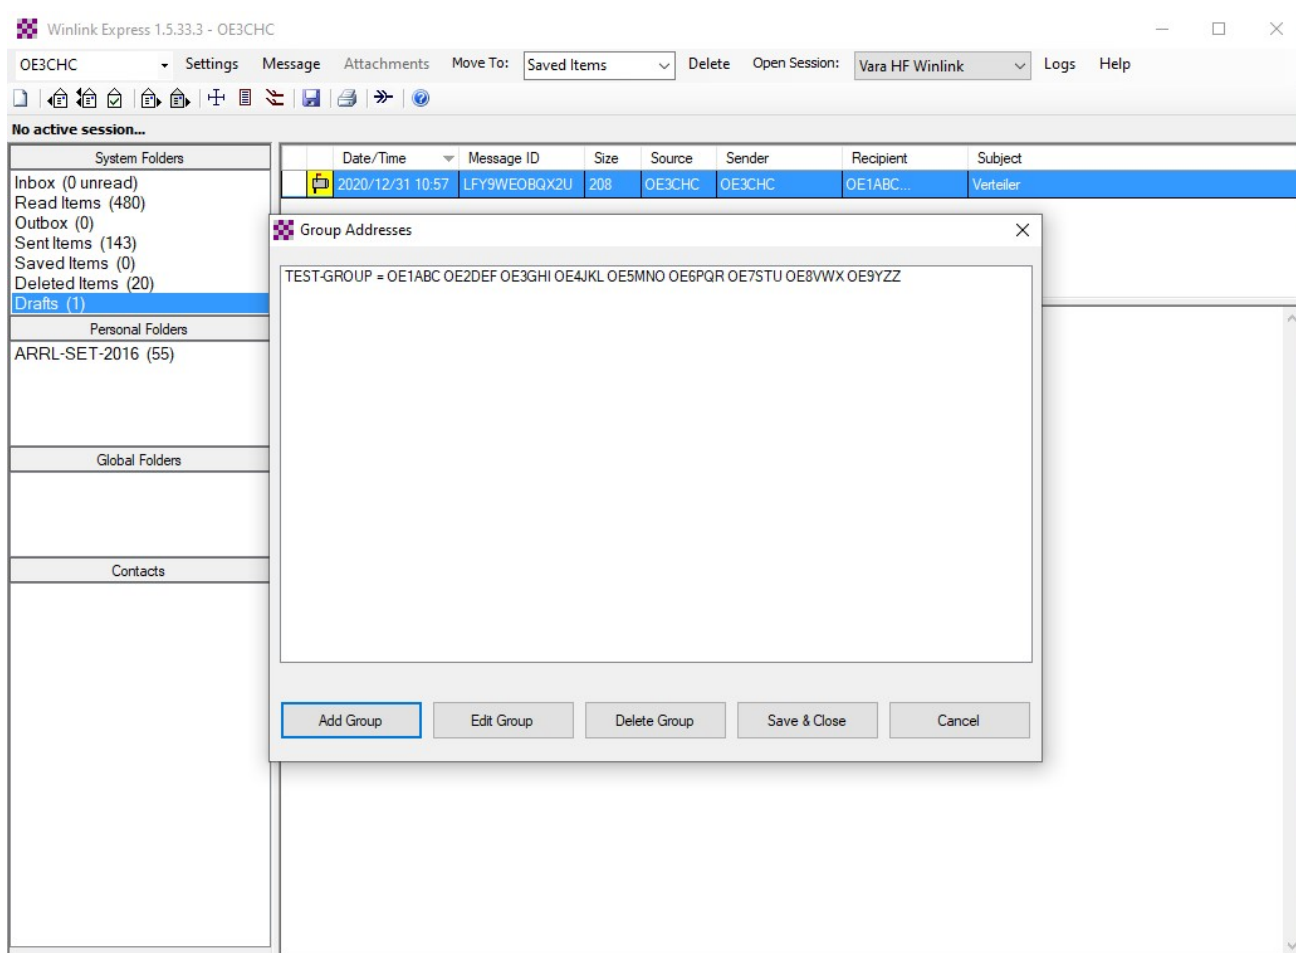 Winlink Express 1.5.33.3 - OE3CHC
OE3CHC Settings Message Attachments Move To: Saved Items Delete Open Session: Vara HF Winlink Logs Help
No active session...
System Folders
Inbox (0 unread)
Read Items (480)
Outbox (0)
Sent Items (143)
Saved Items (0)
Deleted Items (20)
Drafts (1)
Personal Folders
ARRL-SET-2016 (55)
Global Folders
Contacts
Date/Time Message ID Size Source Sender Recipient Subject
2020/12/31 10:57 LFY9WEOBQX2U 208 OE3CHC OE3CHC OE1ABC... Verteiler
Group Addresses
TEST-GROUP = OE1ABC OE2DEF OE3GHI OE4JKL OE5MNO OE6PQR OE7STU OE8VWX OE9YZZ
Add Group Edit Group Delete Group Save & Close Cancel